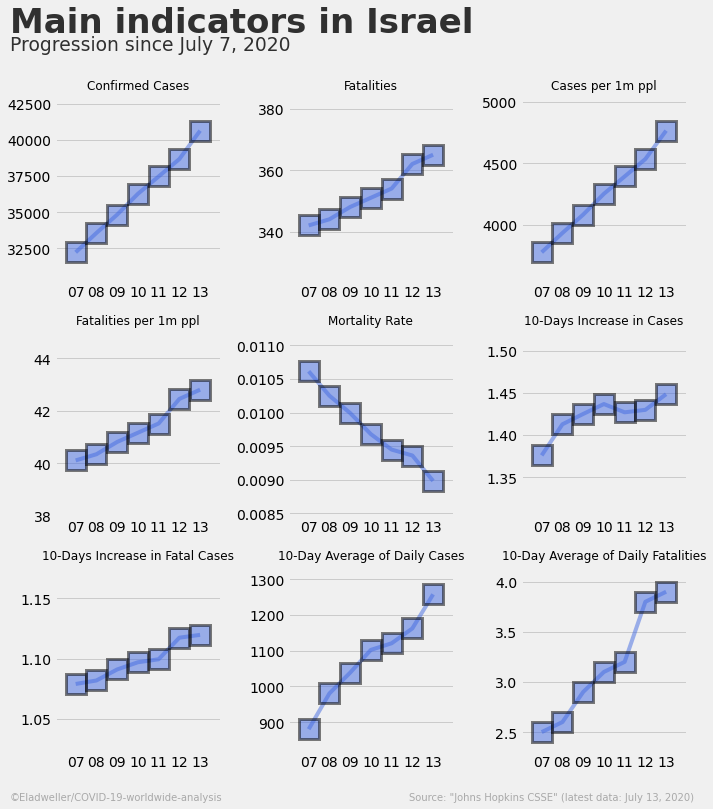 Main indicators in Israel
Progression since July 7, 2020
Confirmed Cases
42500
40000
37500
35000
32500
07 08 09 10 11 12 13
Fatalities
380
360
340
07 08 09 10 11 12 13
Cases per 1m ppl
5000
4500
4000
07 08 09 10 11 12 13
Fatalities per 1m ppl
44
42
40
38
07 08 09 10 11 12 13
Mortality Rate
0.0110
0.0105
0.0100
0.0095
0.0090
0.0085
07 08 09 10 11 12 13
10-Days Increase in Cases
1.50
1.45
1.40
1.35
07 08 09 10 11 12 13
10-Days Increase in Fatal Cases
1.15
1.10
1.05
07 08 09 10 11 12 13
10-Day Average of Daily Cases
1300
1200
1100
1000
900
07 08 09 10 11 12 13
10-Day Average of Daily Fatalities
4.0
3.5
3.0
2.5
07 08 09 10 11 12 13
©Eladweller/COVID-19-worldwide-analysis
Source: "Johns Hopkins CSSE" (latest data: July 13, 2020)